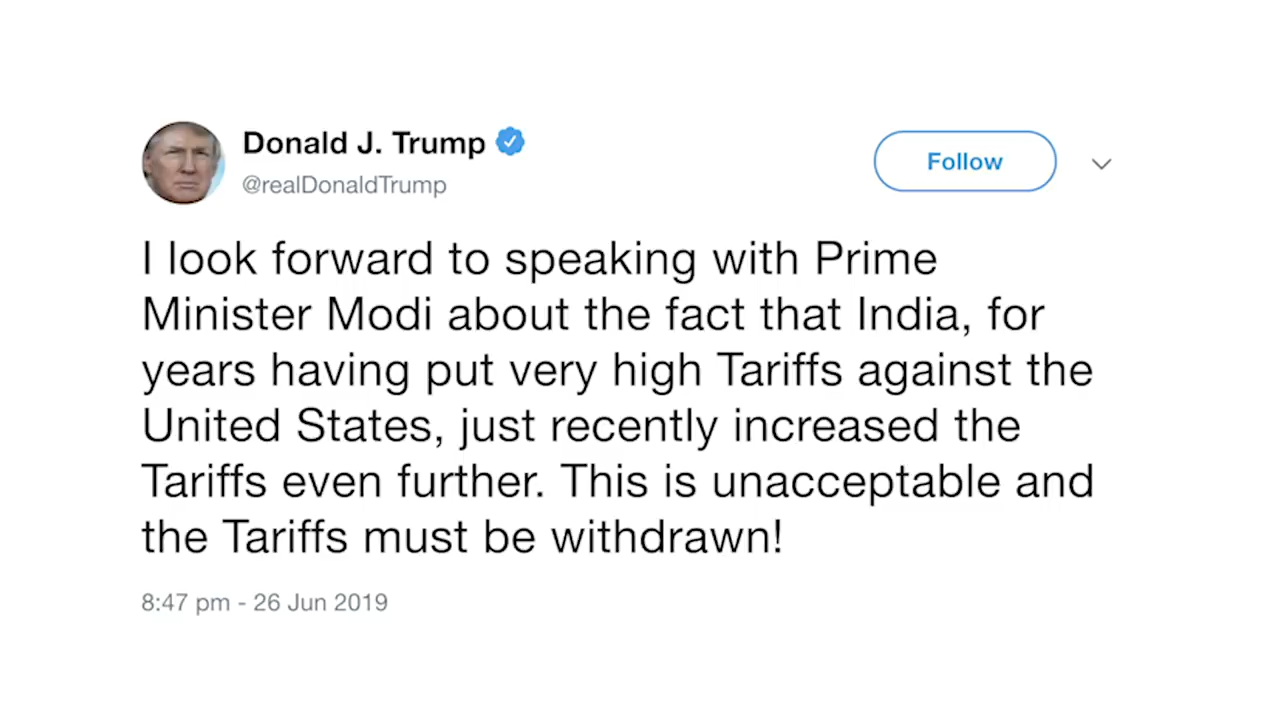 Donald J. Trump
@realDonaldTrump
Follow
I look forward to speaking with Prime
Minister Modi about the fact that India, for
years having put very high Tariffs against the
United States, just recently increased the
Tariffs even further. This is unacceptable and
the Tariffs must be withdrawn!
8:47 pm - 26 Jun 2019